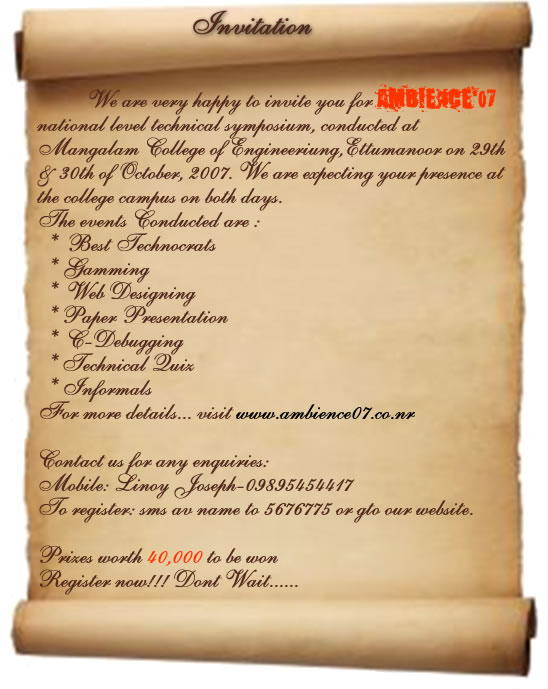 Invitation
We are very happy to invite you for AMBIENCE'07
national level technical symposium, conducted at
Mangalam College of Engineeriung,Ettumanoor on 29th
& 30th of October, 2007. We are expecting your presence at
the college campus on both days.
The events Conducted are :
* Best Technocrats
* Gamming
* Web Designing
* Paper Presentation
* C-Debugging
* Technical Quiz
* Informals
For more details... visit www.ambience07.co.nr
Contact us for any enquiries:
Mobile: Linoy Joseph-09895454417
To register: sms av name to 5676775 or gto our website.
Prizes worth 40,000 to be won
Register now!!! Dont Wait......